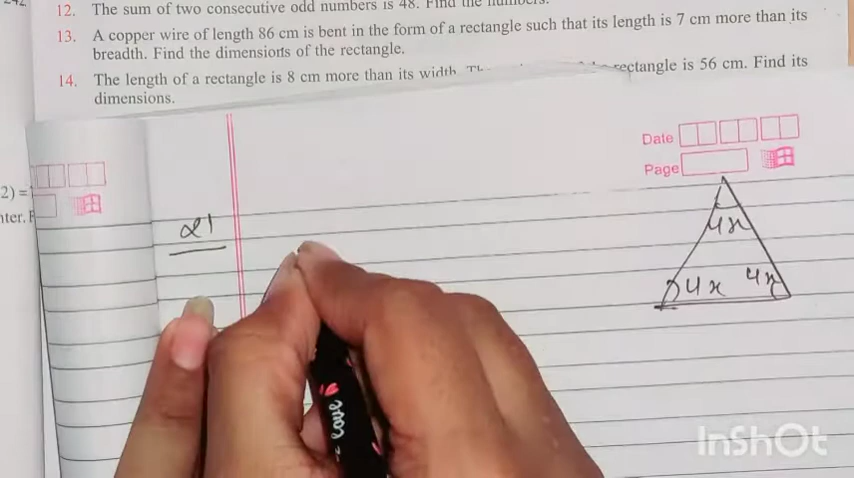 12. The sum of two consecutive odd numbers is 48. Find the numbers.
13. A copper wire of length 86 cm is bent in the form of a rectangle such that its length is 7 cm more than its
breadth. Find the dimensions of the rectangle.
14. The length of a rectangle is 8 cm more than its width. rectangle is 56 cm. Find its
dimensions.
Date
Page
2) =
nter.
4x
4x 4x
love
InShOt